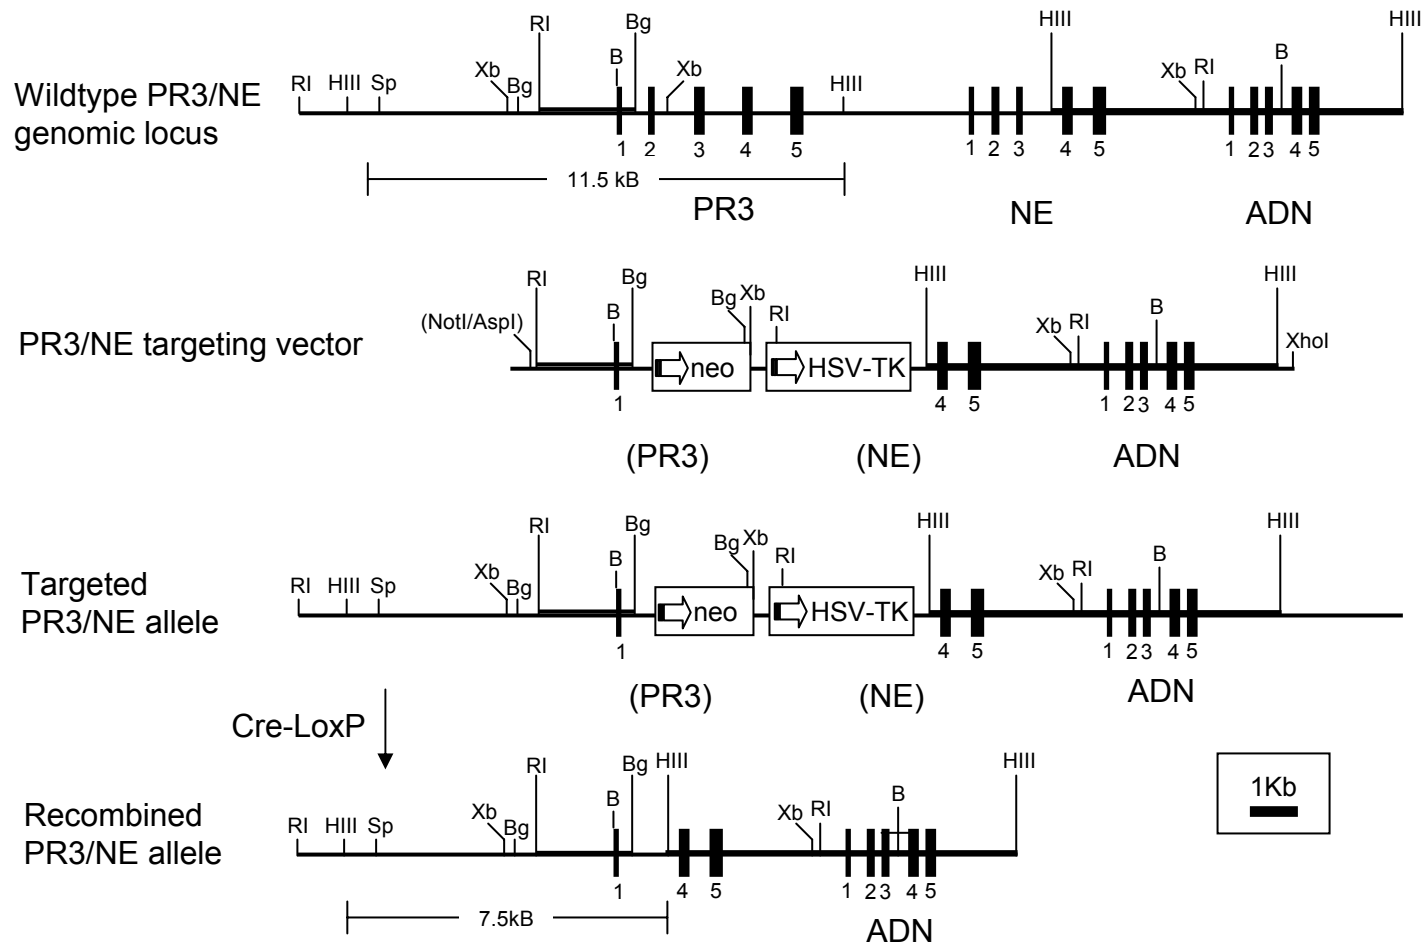 Wildtype PR3/NE
genomic locus
RI HIII Sp Xb Bg RI B Bg Xb HIII HIII Xb RI B HIII
1 2 3 4 5 1 2 3 4 5 1 2 3 4 5
11.5 kB
PR3 NE ADN
PR3/NE targeting vector
(NotI/AspI) RI B Bg Bg Xb RI HIII Xb RI B HIII XhoI
neo HSV-TK
1 4 5 1 2 3 4 5
(PR3) (NE) ADN
Targeted
PR3/NE allele
RI HIII Sp Xb Bg RI B Bg Bg Xb RI HIII Xb RI B HIII
neo HSV-TK
1 4 5 1 2 3 4 5
(PR3) (NE) ADN
Cre-LoxP
Recombined
PR3/NE allele
RI HIII Sp Xb Bg RI B Bg HIII Xb RI B HIII
1 4 5 1 2 3 4 5
7.5kB
ADN
1Kb